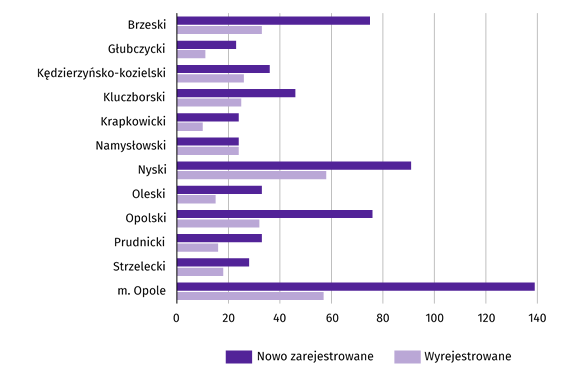 Brzeski
Głubczycki
Kędzierzyńsko-kozielski
Kluczborski
Krapkowicki
Namysłowski
Nyski
Oleski
Opolski
Prudnicki
Strzelecki
m. Opole
0 20 40 60 80 100 120 140
Nowo zarejestrowane Wyrejestrowane